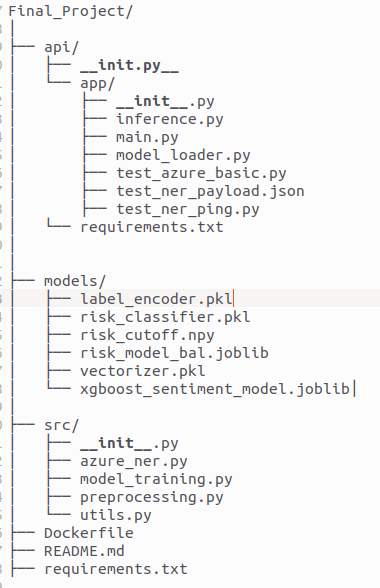 Final_Project/
│
├── api/
│   ├── __init.py__
│   └── app/
│       ├── __init__.py
│       ├── inference.py
│       ├── main.py
│       ├── model_loader.py
│       ├── test_azure_basic.py
│       ├── test_ner_payload.json
│       ├── test_ner_ping.py
│   └── requirements.txt
│
│
├── models/
│   ├── label_encoder.pkl
│   ├── risk_classifier.pkl
│   ├── risk_cutoff.npy
│   ├── risk_model_bal.joblib
│   ├── vectorizer.pkl
│   └── xgboost_sentiment_model.joblib│
│
├── src/
│   ├── __init__.py
│   ├── azure_ner.py
│   ├── model_training.py
│   ├── preprocessing.py
│   └── utils.py
├── Dockerfile
├── README.md
├── requirements.txt